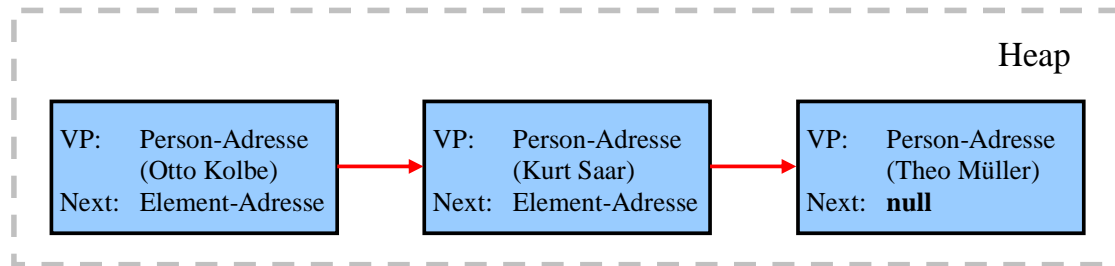 Heap
VP: Person-Adresse
(Otto Kolbe)
Next: Element-Adresse
VP: Person-Adresse
(Kurt Saar)
Next: Element-Adresse
VP: Person-Adresse
(Theo Müller)
Next: null